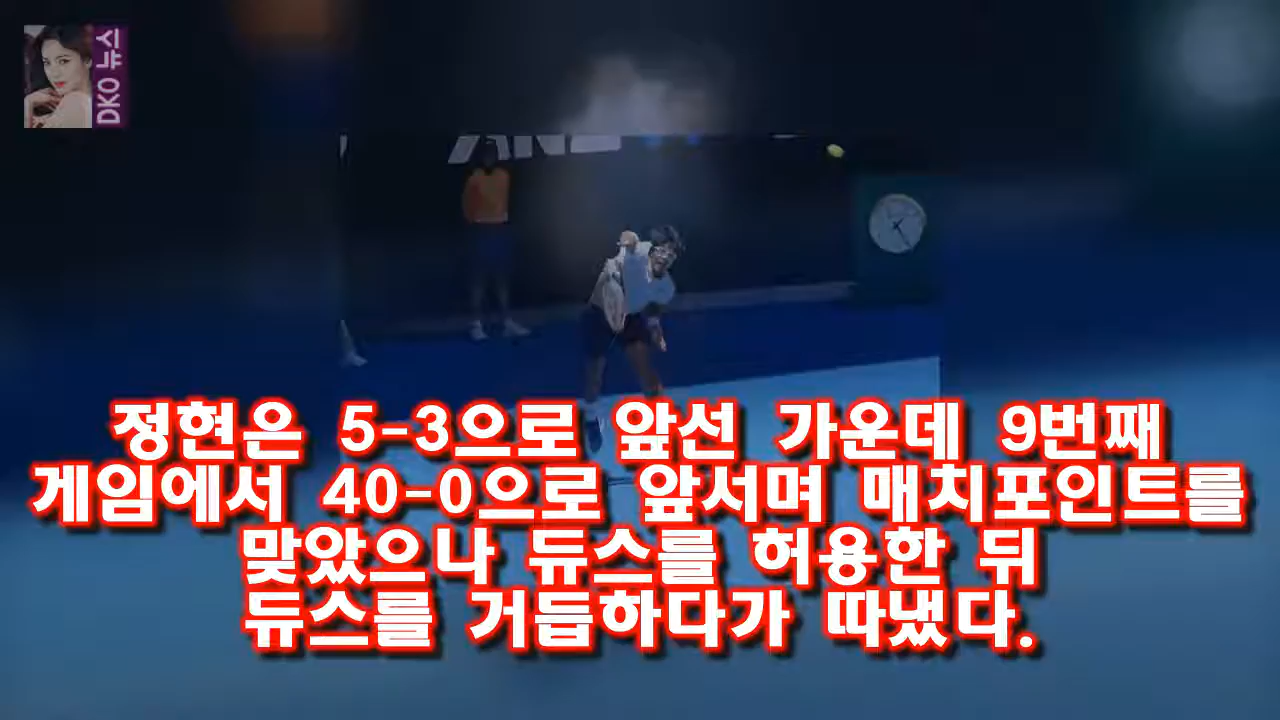 DKO 뉴스
정현은 5-3으로 앞선 가운데 9번째
게임에서 40-0으로 앞서며 매치포인트를
맞았으나 듀스를 허용한 뒤
듀스를 거듭하다가 따냈다.